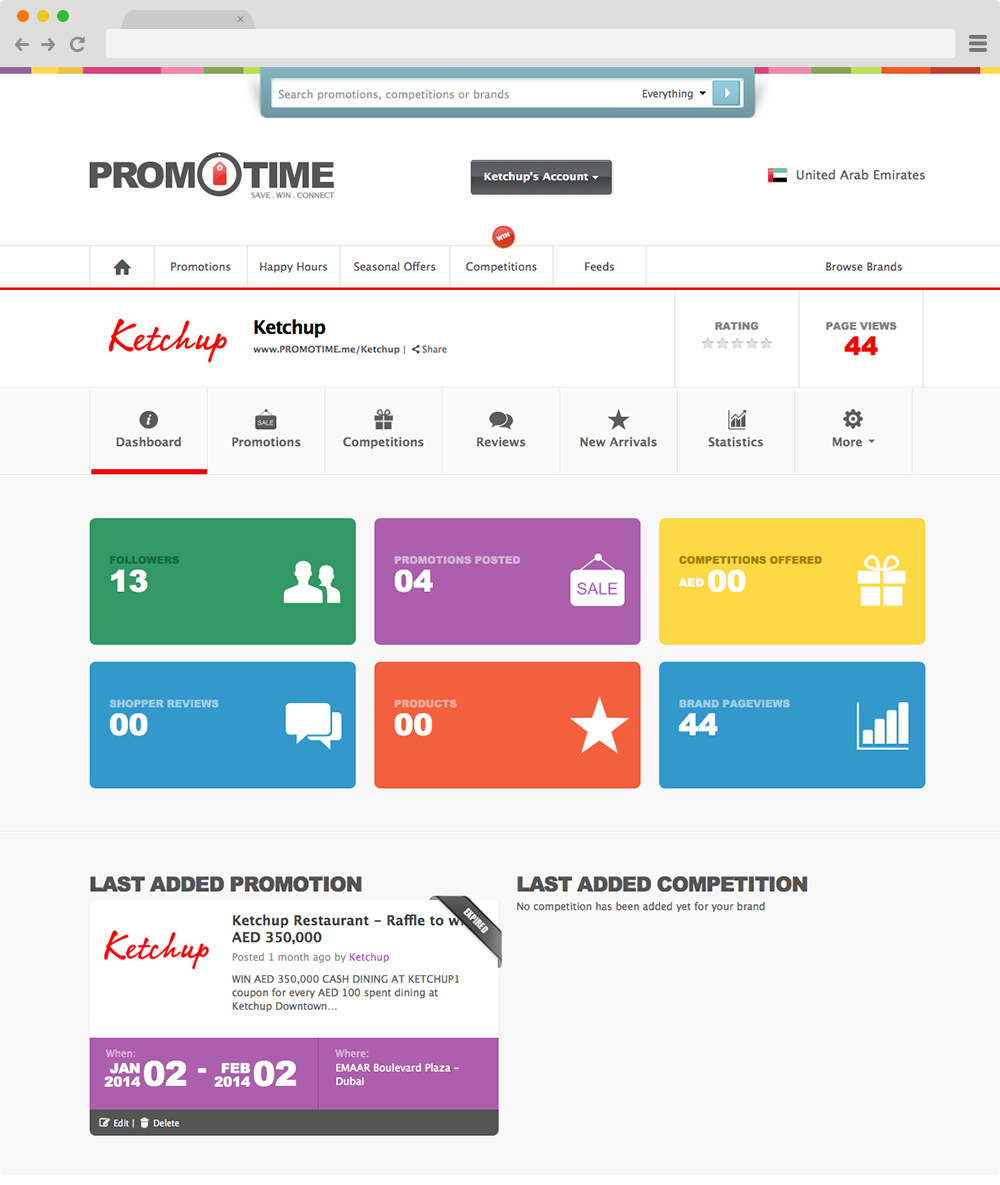 Search promotions, competitions or brands
Everything
PROMOTIME
SAVE . WIN . CONNECT
Ketchup's Account
United Arab Emirates
WIN
Promotions
Happy Hours
Seasonal Offers
Competitions
Feeds
Browse Brands
Ketchup
Ketchup
www.PROMOTIME.me/Ketchup | Share
RATING
PAGE VIEWS
44
Dashboard
SALE
Promotions
Competitions
Reviews
New Arrivals
Statistics
More
FOLLOWERS
13
PROMOTIONS POSTED
04
SALE
COMPETITIONS OFFERED
AED 00
SHOPPER REVIEWS
00
PRODUCTS
00
BRAND PAGEVIEWS
44
LAST ADDED PROMOTION
Ketchup
Ketchup Restaurant – Raffle to w
AED 350,000
EXPIRED
Posted 1 month ago by Ketchup
WIN AED 350,000 CASH DINING AT KETCHUP1
coupon for every AED 100 spent dining at
Ketchup Downtown...
When:
JAN 2014 02 - FEB 2014 02
Where:
EMAAR Boulevard Plaza –
Dubai
Edit | Delete
LAST ADDED COMPETITION
No competition has been added yet for your brand